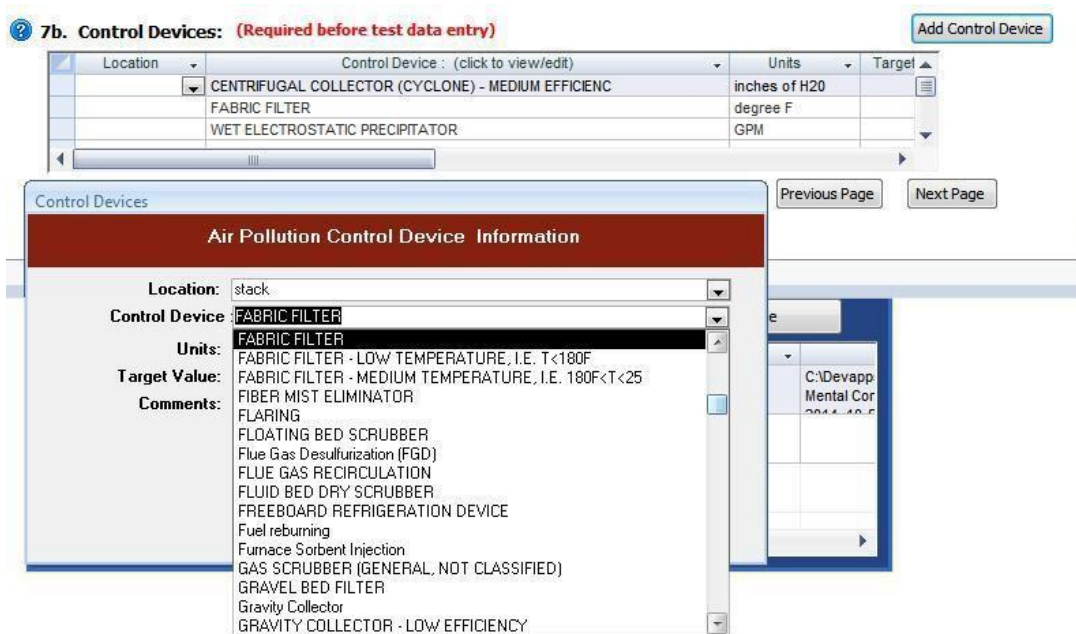 7b. Control Devices: (Required before test data entry) Add Control Device
Location Control Device : (click to view/edit) Units Target
CENTRIFUGAL COLLECTOR (CYCLONE) - MEDIUM EFFICIENC inches of H20
FABRIC FILTER degree F
WET ELECTROSTATIC PRECIPITATOR GPM
Previous Page Next Page
Control Devices
Air Pollution Control Device Information
Location: stack
Control Device : FABRIC FILTER
Units:
Target Value:
Comments:
FABRIC FILTER
FABRIC FILTER - LOW TEMPERATURE, I.E. T<180F
FABRIC FILTER - MEDIUM TEMPERATURE, I.E. 180F<T<25
FIBER MIST ELIMINATOR
FLARING
FLOATING BED SCRUBBER
Flue Gas Desulfurization (FGD)
FLUE GAS RECIRCULATION
FLUID BED DRY SCRUBBER
FREEBOARD REFRIGERATION DEVICE
Fuel reburning
Furnace Sorbent Injection
GAS SCRUBBER (GENERAL, NOT CLASSIFIED)
GRAVEL BED FILTER
Gravity Collector
GRAVITY COLLECTOR - LOW EFFICIENCY
e
C:\Devapp
Mental Cor